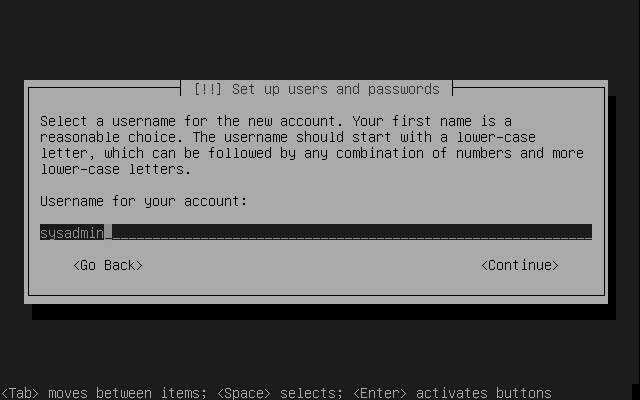 [!!] Set up users and passwords
Select a username for the new account. Your first name is a
reasonable choice. The username should start with a lower-case
letter, which can be followed by any combination of numbers and more
lower-case letters.
Username for your account:
sysadmin
<Go Back> <Continue>
<Tab> moves between items; <Space> selects; <Enter> activates buttons